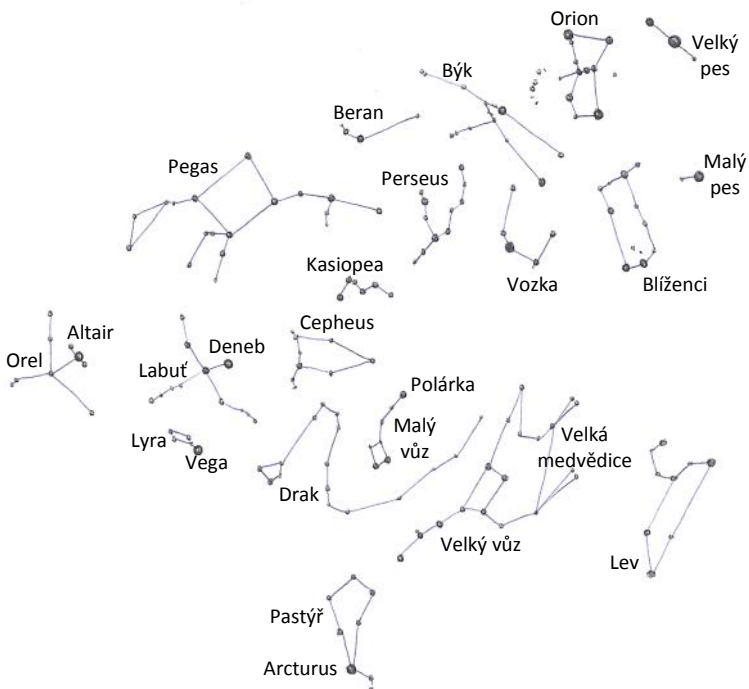 Orion
Velký
pes
Býk
Beran
Pegas
Perseus
Malý
pes
Kasiopea
Vozka
Blíženci
Cepheus
Altair
Orel
Deneb
Labuť
Polárka
Lyra
Vega
Malý
vůz
Velká
medvědice
Drak
Velký vůz
Lev
Pastýř
Arcturus